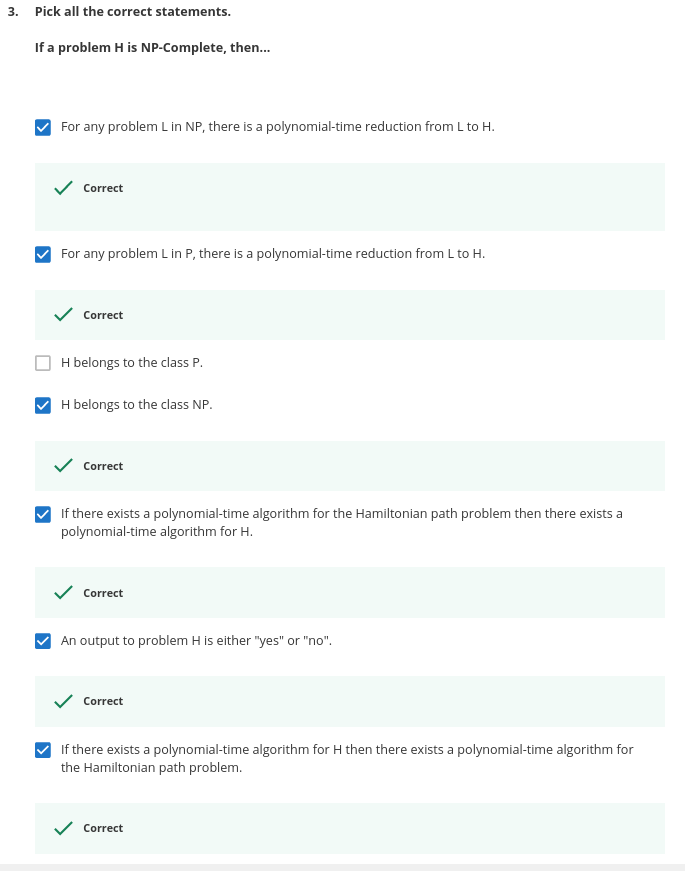 3. Pick all the correct statements.
If a problem H is NP-Complete, then...
For any problem L in NP, there is a polynomial-time reduction from L to H.
Correct
For any problem L in P, there is a polynomial-time reduction from L to H.
Correct
H belongs to the class P.
H belongs to the class NP.
Correct
If there exists a polynomial-time algorithm for the Hamiltonian path problem then there exists a
polynomial-time algorithm for H.
Correct
An output to problem H is either "yes" or "no".
Correct
If there exists a polynomial-time algorithm for H then there exists a polynomial-time algorithm for
the Hamiltonian path problem.
Correct